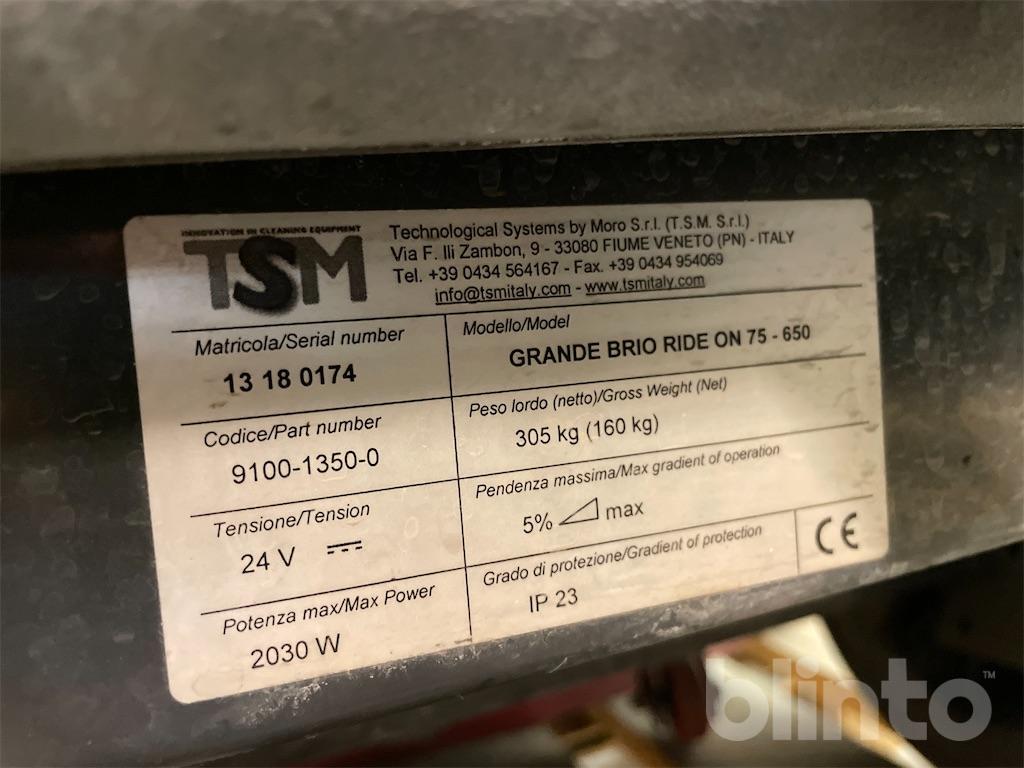 INNOVATION IN CLEANING EQUIPMENT
TSM
Technological Systems by Moro S.r.l. (T.S.M. S.r.l.)
Via F. lli Zambon, 9 - 33080 FIUME VENETO (PN) - ITALY
Tel. +39 0434 564167 - Fax. +39 0434 954069
info@tsmitaly.com - www.tsmitaly.com
Matricola/Serial number
13 18 0174
Modello/Model
GRANDE BRIO RIDE ON 75 - 650
Codice/Part number
9100-1350-0
Peso lordo (netto)/Gross Weight (Net)
305 kg (160 kg)
Tensione/Tension
24 V
Pendenza massima/Max gradient of operation
5% max
Potenza max/Max Power
2030 W
Grado di protezione/Gradient of protection
IP 23
CE
blinto™